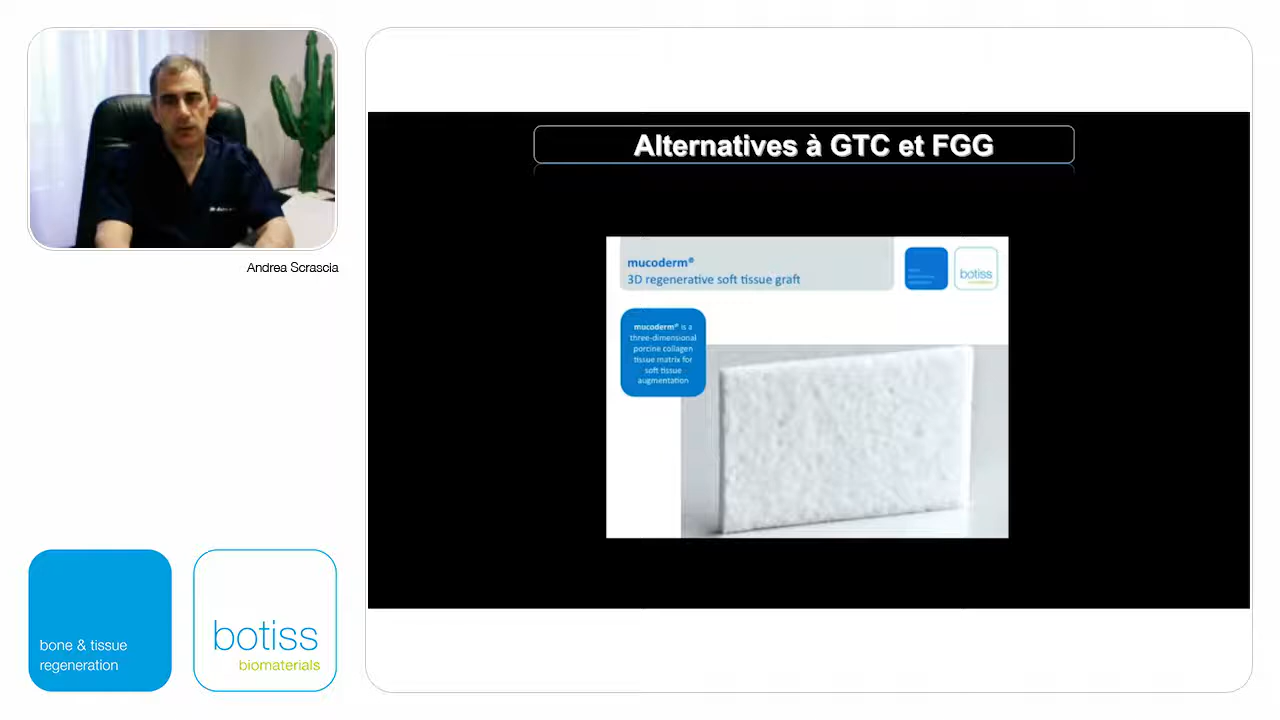 Andrea Scrascia
bone & tissue
regeneration
botiss
biomaterials
Alternatives à GTC et FGG
mucoderm®
3D regenerative soft tissue graft
botiss
mucoderm® is a
three-dimensional
porcine collagen
tissue matrix for
soft tissue
augmentation